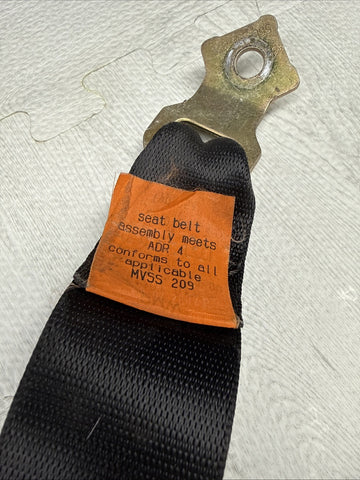 seat belt
assembly meets
ADR 4
conforms to all
applicable
MVSS 209